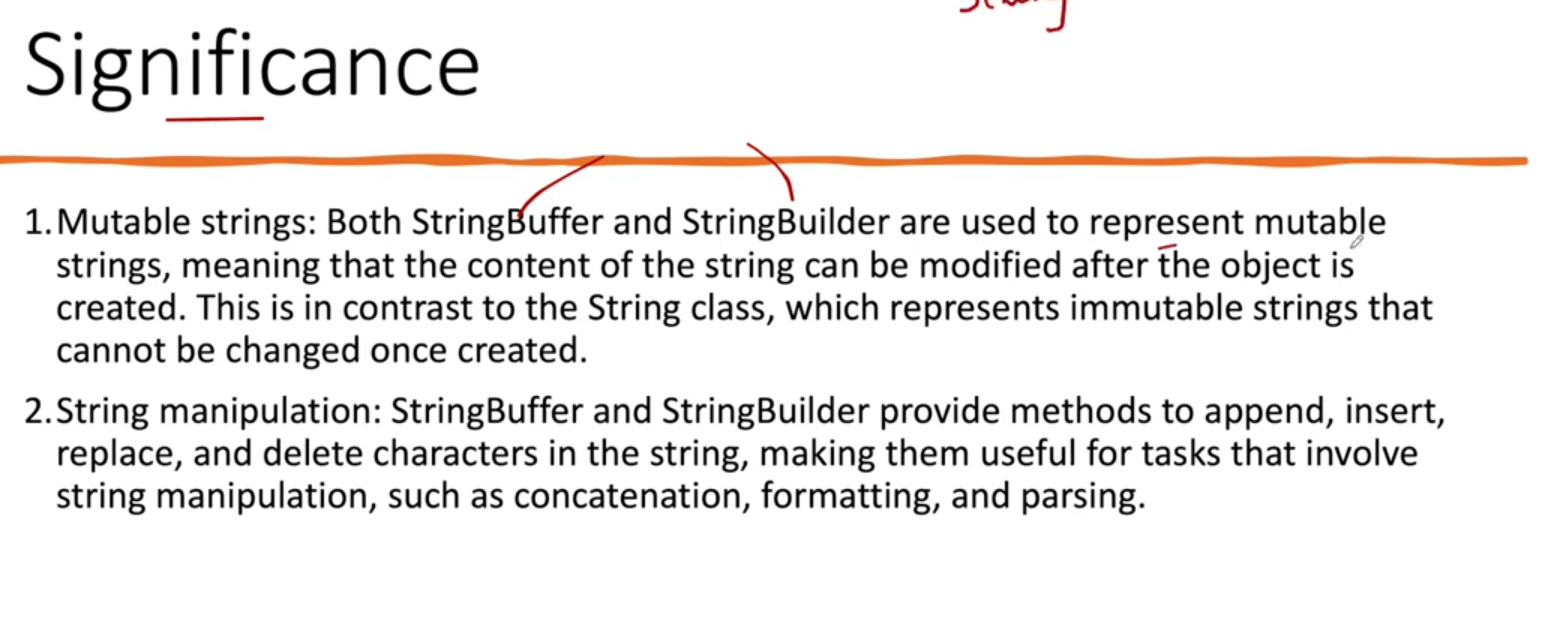 Significance
1. Mutable strings: Both StringBuffer and StringBuilder are used to represent mutable
strings, meaning that the content of the string can be modified after the object is
created. This is in contrast to the String class, which represents immutable strings that
cannot be changed once created.
2. String manipulation: StringBuffer and StringBuilder provide methods to append, insert,
replace, and delete characters in the string, making them useful for tasks that involve
string manipulation, such as concatenation, formatting, and parsing.